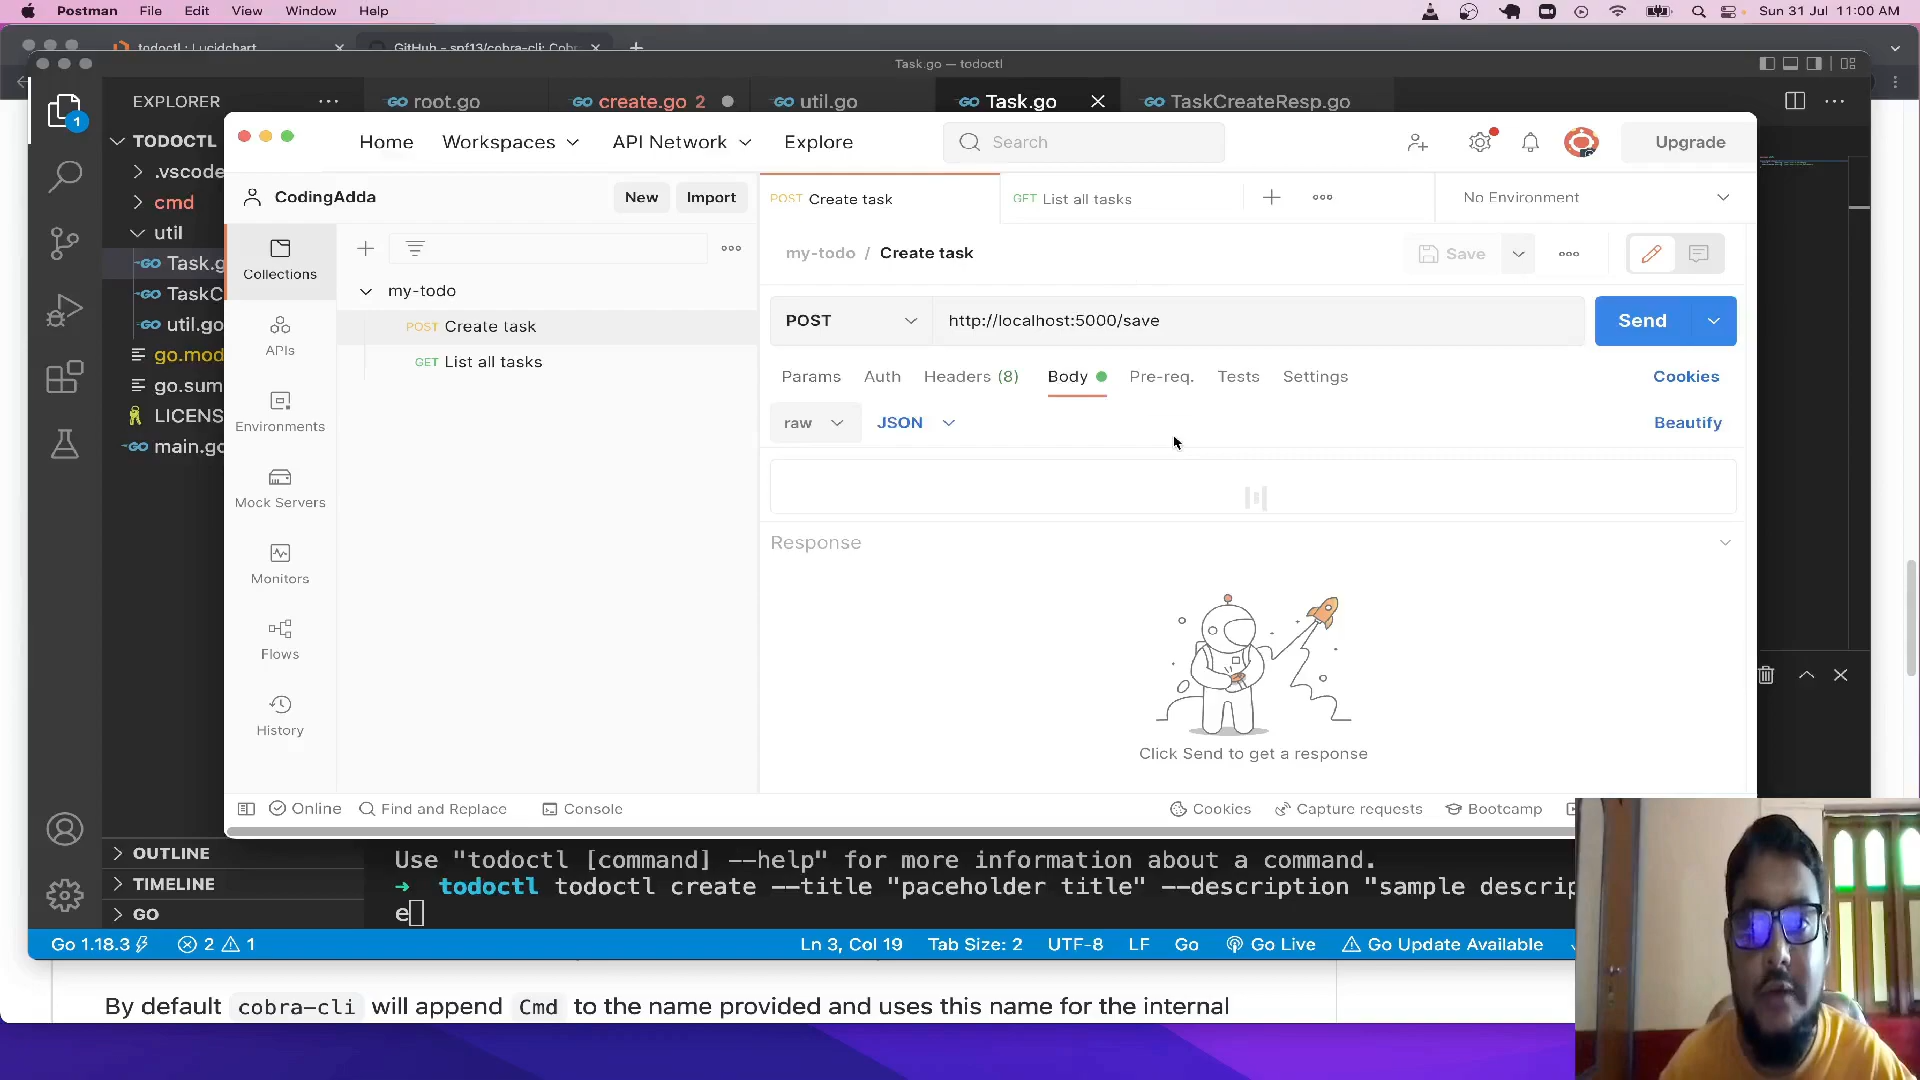 Postman File Edit View Window Help
Sun 31 Jul 11:00 AM
todoctl : Lucidchart
GitHub - spf13/cobra-cli: Cobr
Task.go — todoctl
EXPLORER
root.go
create.go 2
util.go
Task.go
TaskCreateResp.go
1
TODOCTL
.vscode
cmd
util
Task.g
TaskC
util.go
go.mod
go.sum
LICENS
main.go
Home
Workspaces
API Network
Explore
Search
Upgrade
CodingAdda
New
Import
POST Create task
GET List all tasks
No Environment
Collections
APIs
Environments
Mock Servers
Monitors
Flows
History
my-todo
POST Create task
GET List all tasks
my-todo / Create task
Save
POST
http://localhost:5000/save
Send
Params
Auth
Headers (8)
Body
Pre-req.
Tests
Settings
Cookies
raw
JSON
Beautify
Response
Click Send to get a response
Online
Find and Replace
Console
Cookies
Capture requests
Bootcamp
OUTLINE
TIMELINE
GO
Use "todoctl [command] --help" for more information about a command.
➜ todoctl todoctl create --title "paceholder title" --description "sample descrip
e
Go 1.18.3
2
1
Ln 3, Col 19
Tab Size: 2
UTF-8
LF
Go
Go Live
Go Update Available
By default cobra-cli will append Cmd to the name provided and uses this name for the internal